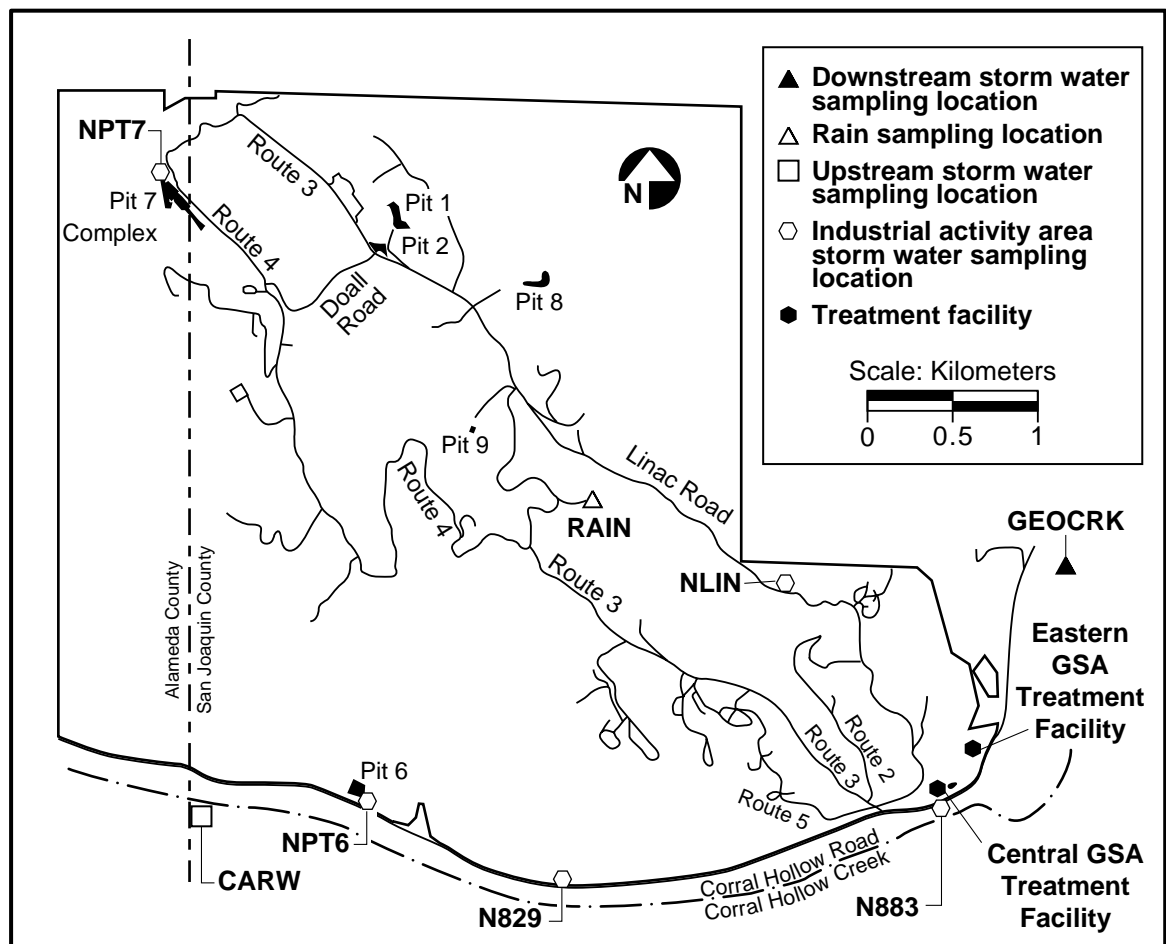 Downstream storm water
sampling location
Rain sampling location
Upstream storm water
sampling location
Industrial activity area
storm water sampling
location
Treatment facility
Scale: Kilometers
0 0.5 1
N
NPT7
Pit 7
Complex
Route 3
Route 4
Pit 1
Pit 2
Doall
Road
Pit 8
Pit 9
Route 4
RAIN
Linac Road
GEOCRK
NLIN
Route 3
Eastern
GSA
Treatment
Facility
Alameda County
San Joaquin County
Route 2
Route 3
Route 5
Pit 6
NPT6
CARW
N829
Corral Hollow Road
Corral Hollow Creek
N883
Central GSA
Treatment
Facility